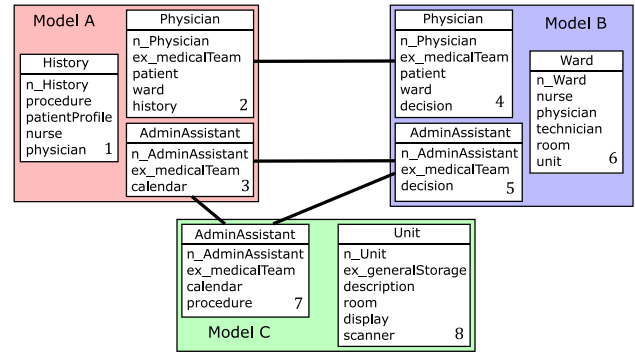 Model A
History
n_History
procedure
patientProfile
nurse
physician 1
Physician
n_Physician
ex_medicalTeam
patient
ward
history 2
AdminAssistant
n_AdminAssistant
ex_medicalTeam
calendar 3
Model B
Physician
n_Physician
ex_medicalTeam
patient
ward
decision 4
AdminAssistant
n_AdminAssistant
ex_medicalTeam
decision 5
Ward
n_Ward
nurse
physician
technician
room
unit 6
AdminAssistant
n_AdminAssistant
ex_medicalTeam
calendar
procedure 7
Unit
n_Unit
ex_generalStorage
description
room
display
scanner 8
Model C